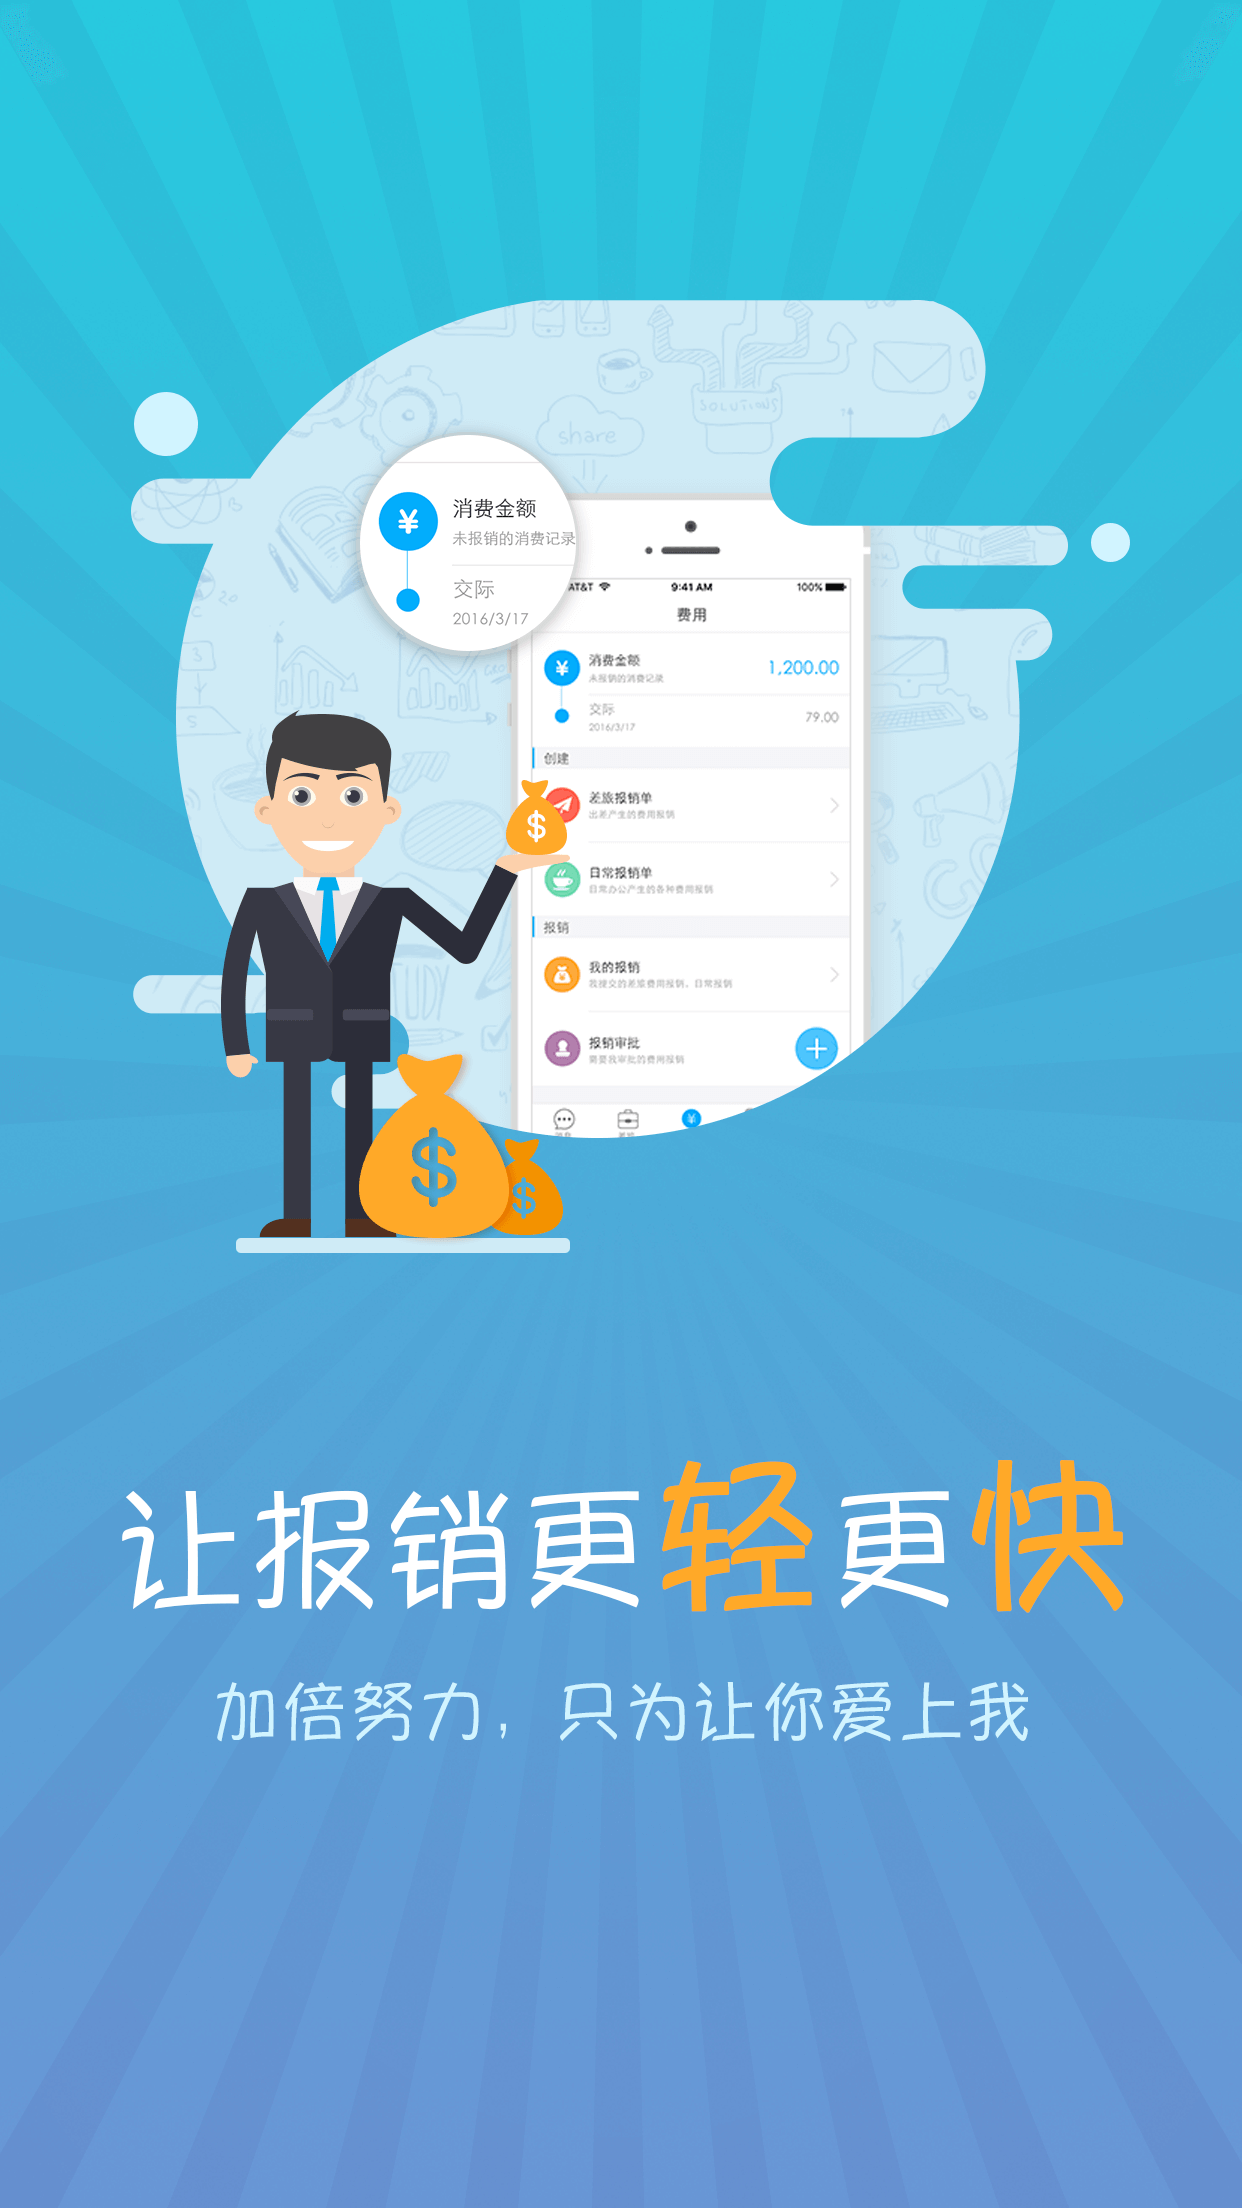 SOLUTIONS
share
消费金额
未报销的消费记录
交际
2016/3/17
AT&T
9:41 AM
100%
费用
消费金额
1,200.00
未报销的消费记录
交际
79.00
2016/3/17
创建
差旅报销单
出差产生的费用报销
日常报销单
日常办公产生的各种费用报销
报销
我的报销
我提交的差旅费用报销、日常报销
报销审批
需要我审批的费用报销
$
$
$
让报销更轻更快
加倍努力，只为让你爱上我